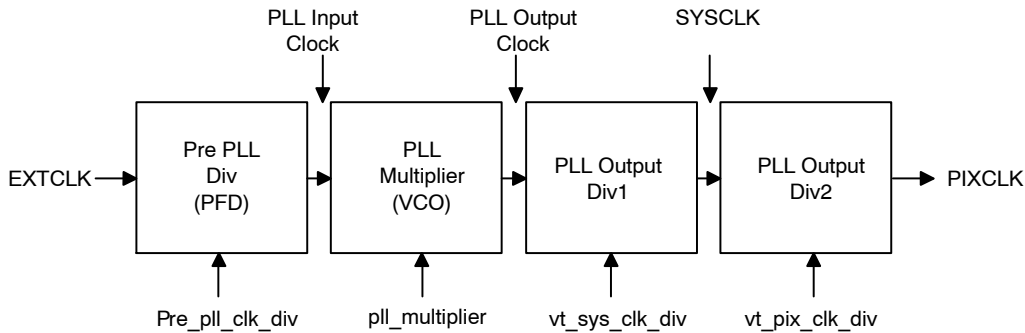 PLL Input
Clock
PLL Output
Clock
SYSCLK
EXTCLK
Pre PLL
Div
(PFD)
PLL
Multiplier
(VCO)
PLL Output
Div1
PLL Output
Div2
PIXCLK
Pre_pll_clk_div
pll_multiplier
vt_sys_clk_div
vt_pix_clk_div